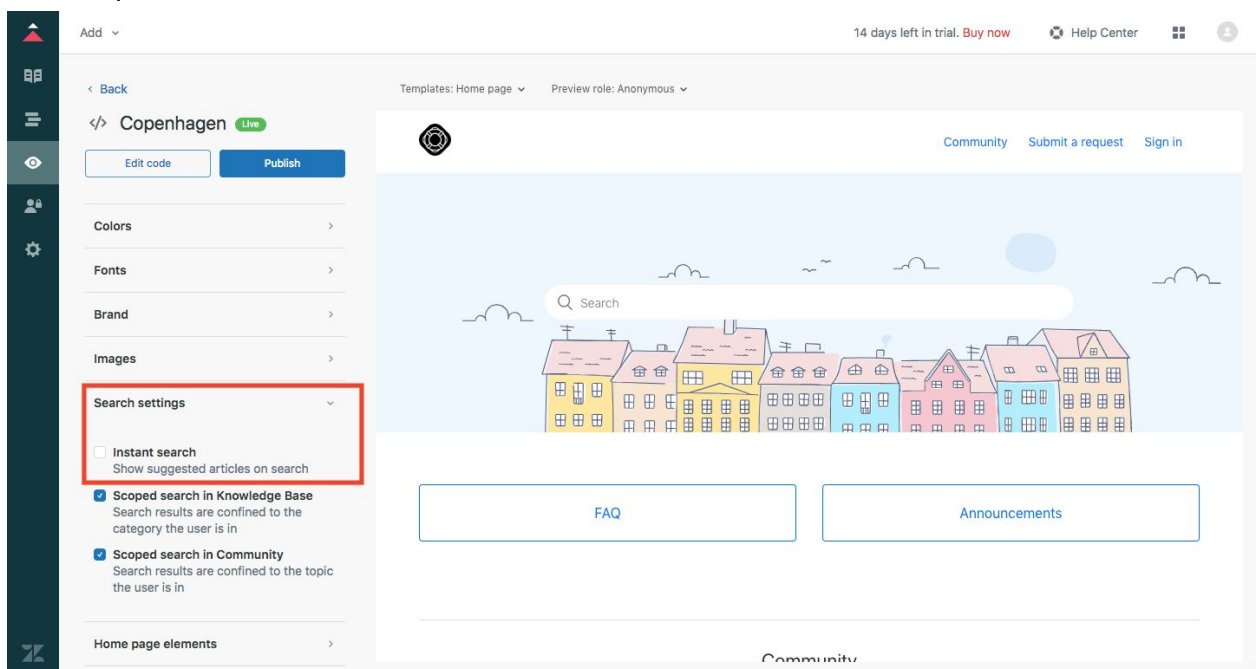 Add
14 days left in trial. Buy now
Help Center
< Back
Templates: Home page
Preview role: Anonymous
</> Copenhagen Live
Edit code
Publish
Community
Submit a request
Sign in
Colors
Fonts
Brand
Images
Search settings
Instant search
Show suggested articles on search
Scoped search in Knowledge Base
Search results are confined to the
category the user is in
Scoped search in Community
Search results are confined to the topic
the user is in
Home page elements
Search
FAQ
Announcements
Community